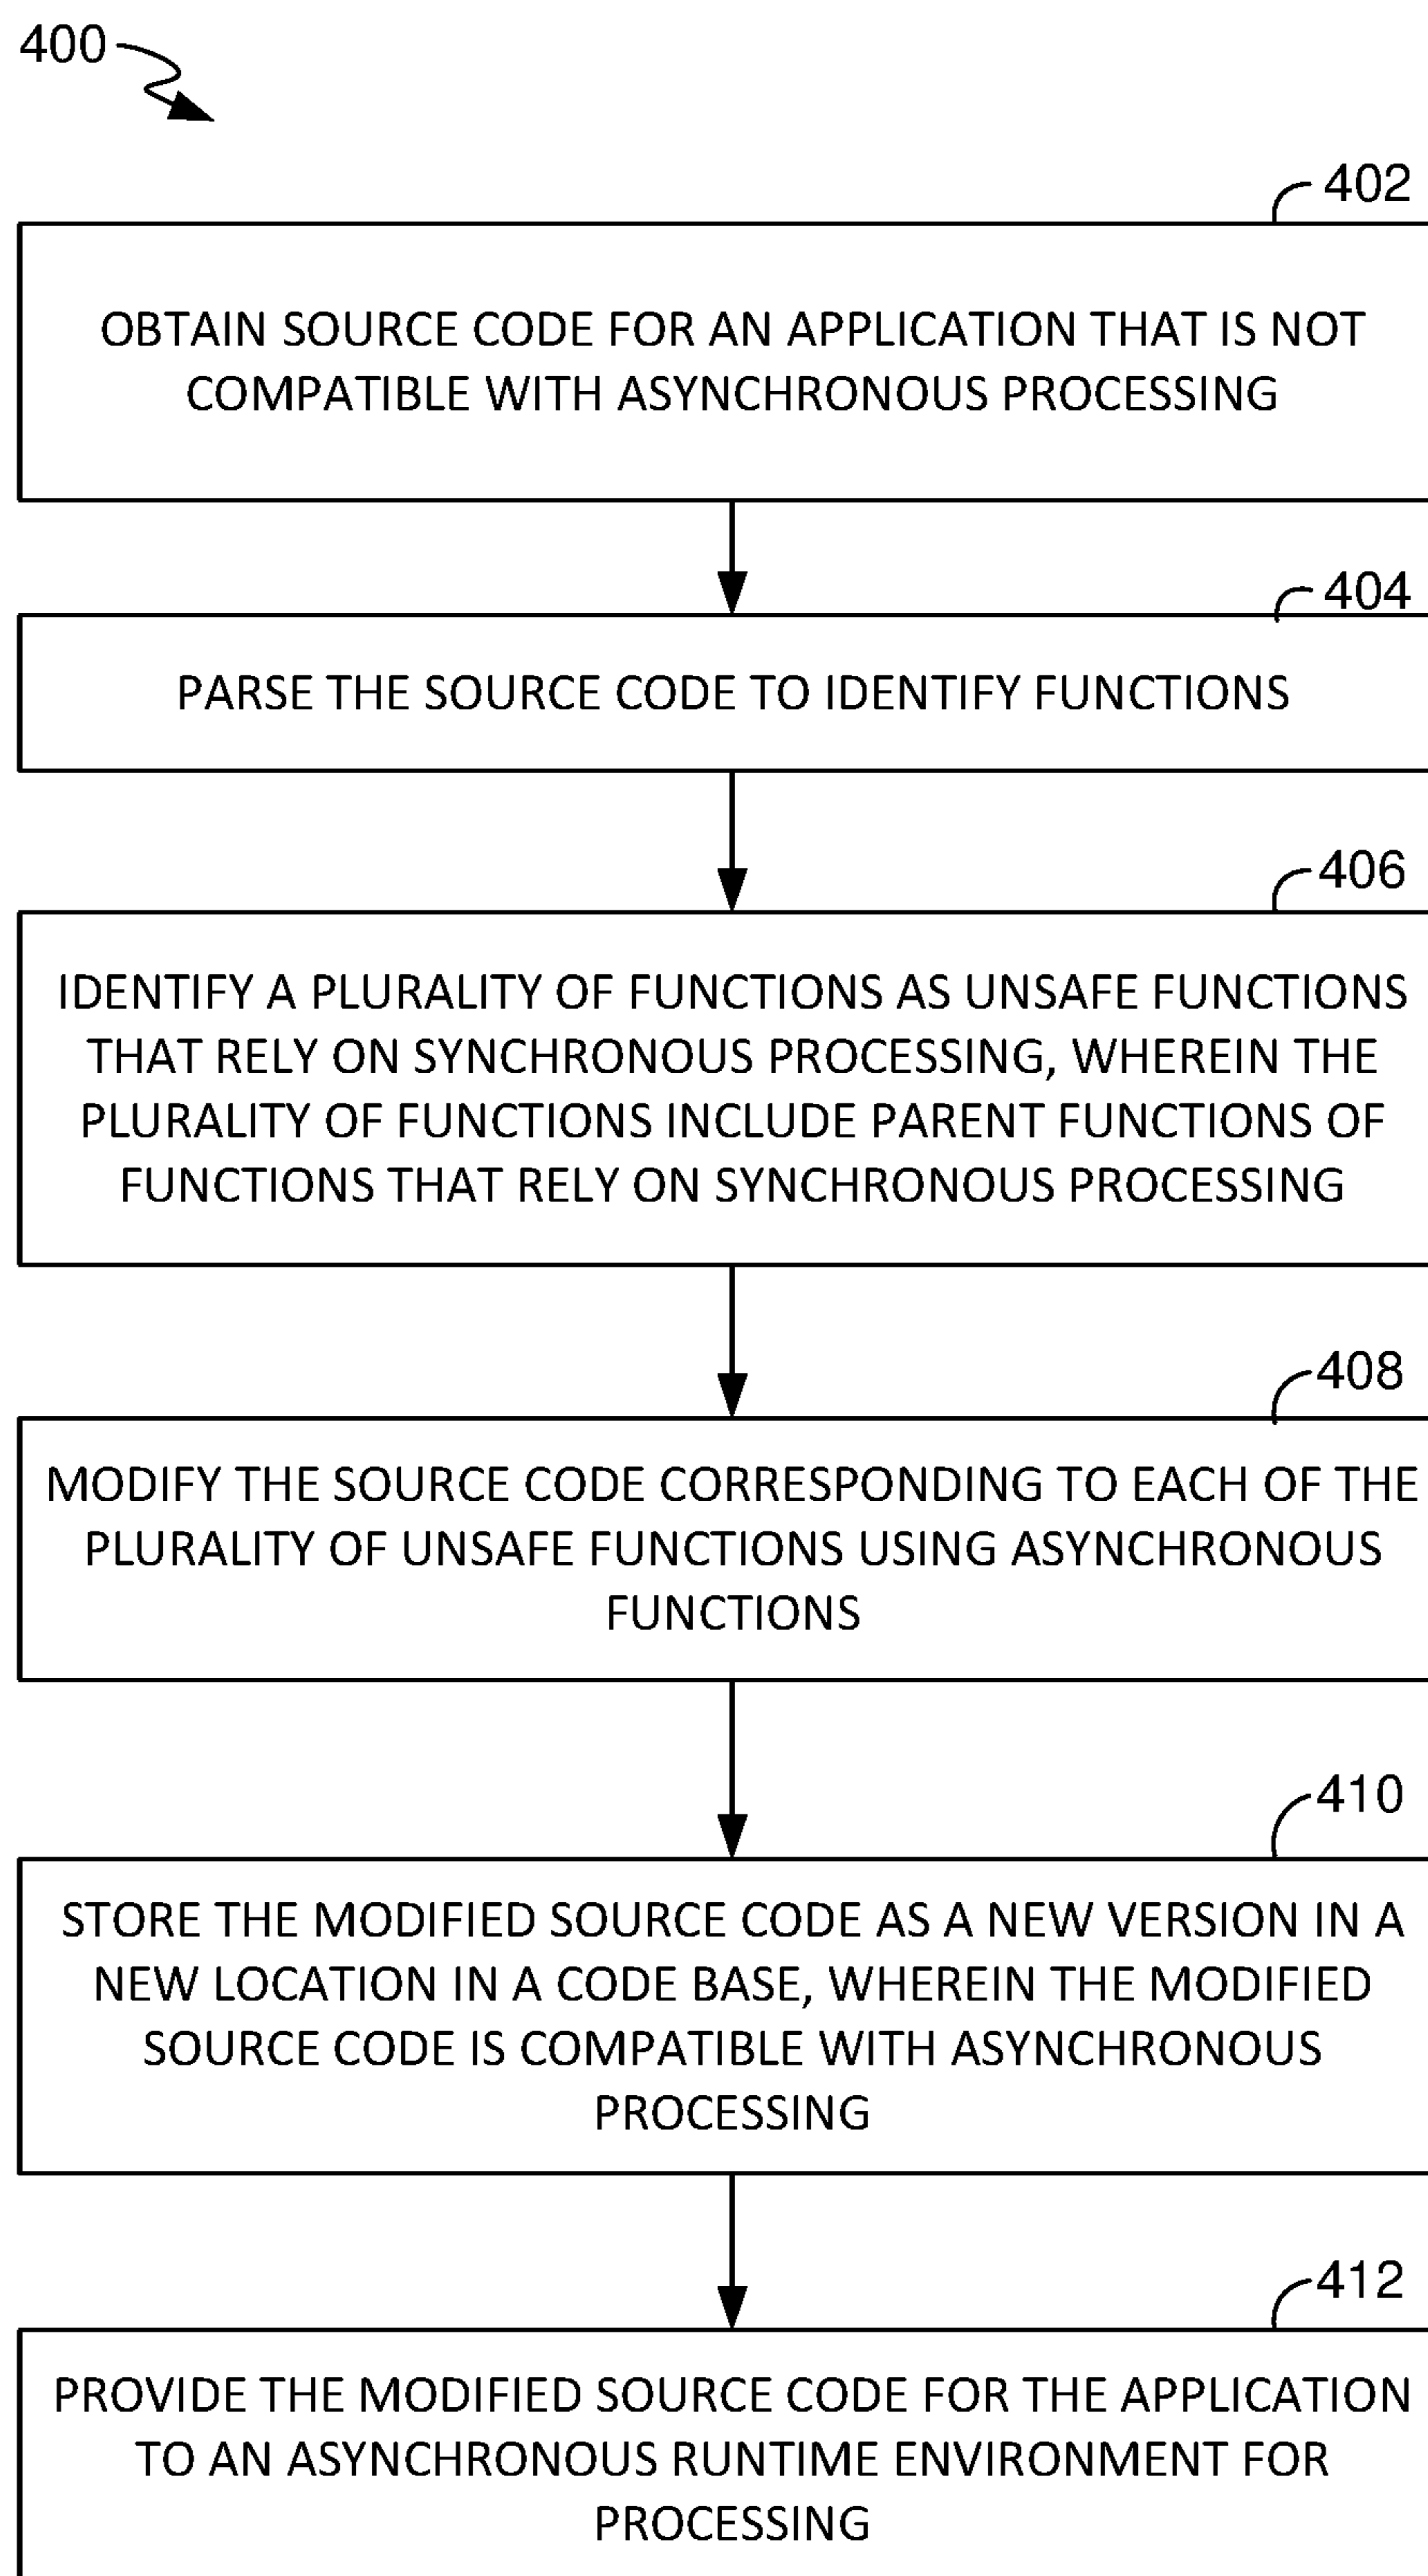 400
402
OBTAIN SOURCE CODE FOR AN APPLICATION THAT IS NOT
COMPATIBLE WITH ASYNCHRONOUS PROCESSING
404
PARSE THE SOURCE CODE TO IDENTIFY FUNCTIONS
406
IDENTIFY A PLURALITY OF FUNCTIONS AS UNSAFE FUNCTIONS
THAT RELY ON SYNCHRONOUS PROCESSING, WHEREIN THE
PLURALITY OF FUNCTIONS INCLUDE PARENT FUNCTIONS OF
FUNCTIONS THAT RELY ON SYNCHRONOUS PROCESSING
408
MODIFY THE SOURCE CODE CORRESPONDING TO EACH OF THE
PLURALITY OF UNSAFE FUNCTIONS USING ASYNCHRONOUS
FUNCTIONS
410
STORE THE MODIFIED SOURCE CODE AS A NEW VERSION IN A
NEW LOCATION IN A CODE BASE, WHEREIN THE MODIFIED
SOURCE CODE IS COMPATIBLE WITH ASYNCHRONOUS
PROCESSING
412
PROVIDE THE MODIFIED SOURCE CODE FOR THE APPLICATION
TO AN ASYNCHRONOUS RUNTIME ENVIRONMENT FOR
PROCESSING